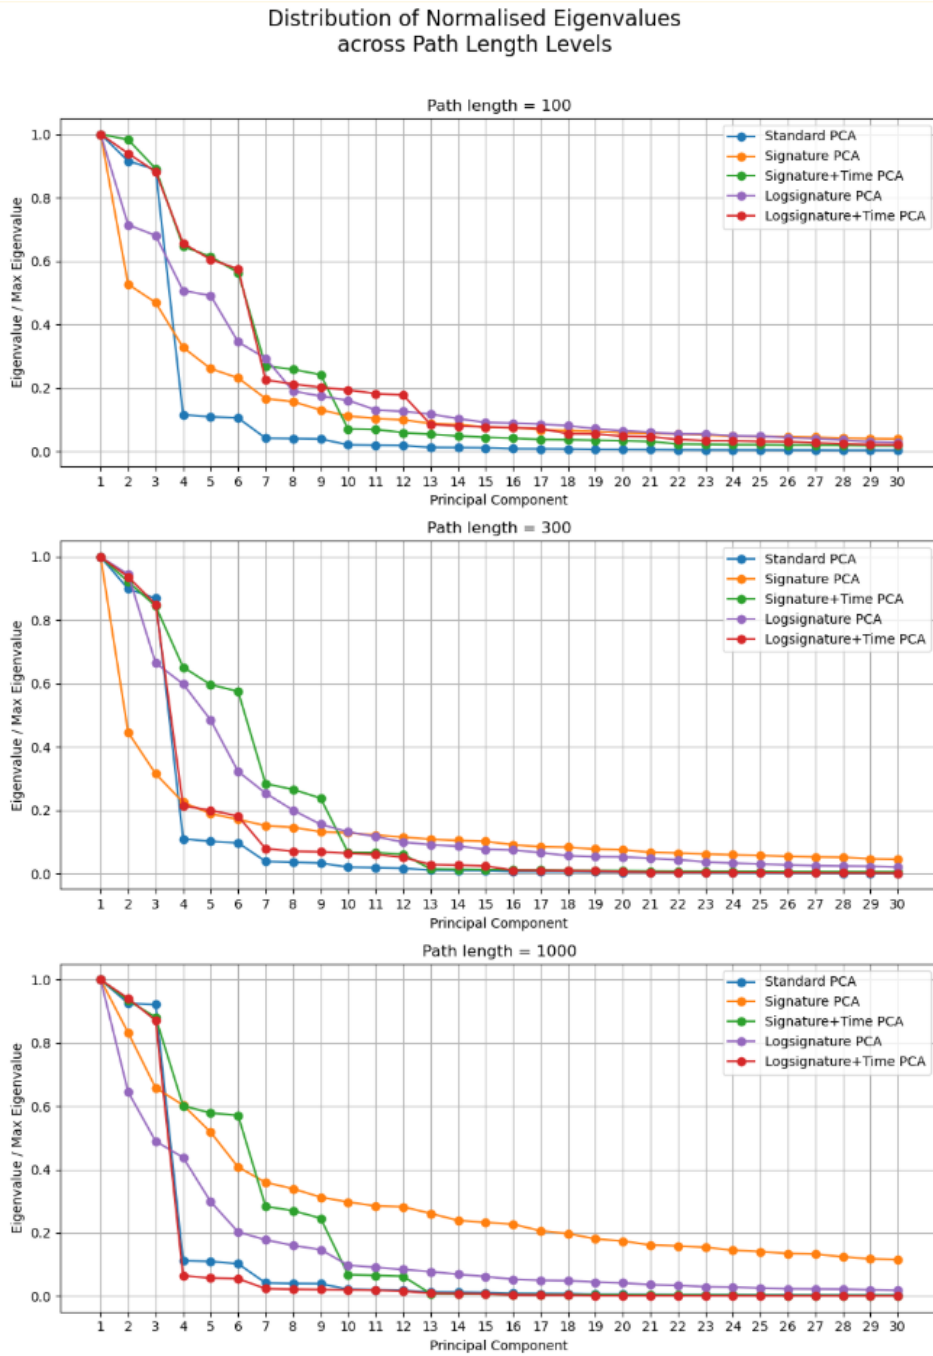 Distribution of Normalised Eigenvalues
across Path Length Levels
Path length = 100
Eigenvalue / Max Eigenvalue
1.0
0.8
0.6
0.4
0.2
0.0
Standard PCA
Signature PCA
Signature+Time PCA
Logsignature PCA
Logsignature+Time PCA
1 2 3 4 5 6 7 8 9 10 11 12 13 14 15 16 17 18 19 20 21 22 23 24 25 26 27 28 29 30
Principal Component
Path length = 300
Eigenvalue / Max Eigenvalue
1.0
0.8
0.6
0.4
0.2
0.0
Standard PCA
Signature PCA
Signature+Time PCA
Logsignature PCA
Logsignature+Time PCA
1 2 3 4 5 6 7 8 9 10 11 12 13 14 15 16 17 18 19 20 21 22 23 24 25 26 27 28 29 30
Principal Component
Path length = 1000
Eigenvalue / Max Eigenvalue
1.0
0.8
0.6
0.4
0.2
0.0
Standard PCA
Signature PCA
Signature+Time PCA
Logsignature PCA
Logsignature+Time PCA
1 2 3 4 5 6 7 8 9 10 11 12 13 14 15 16 17 18 19 20 21 22 23 24 25 26 27 28 29 30
Principal Component